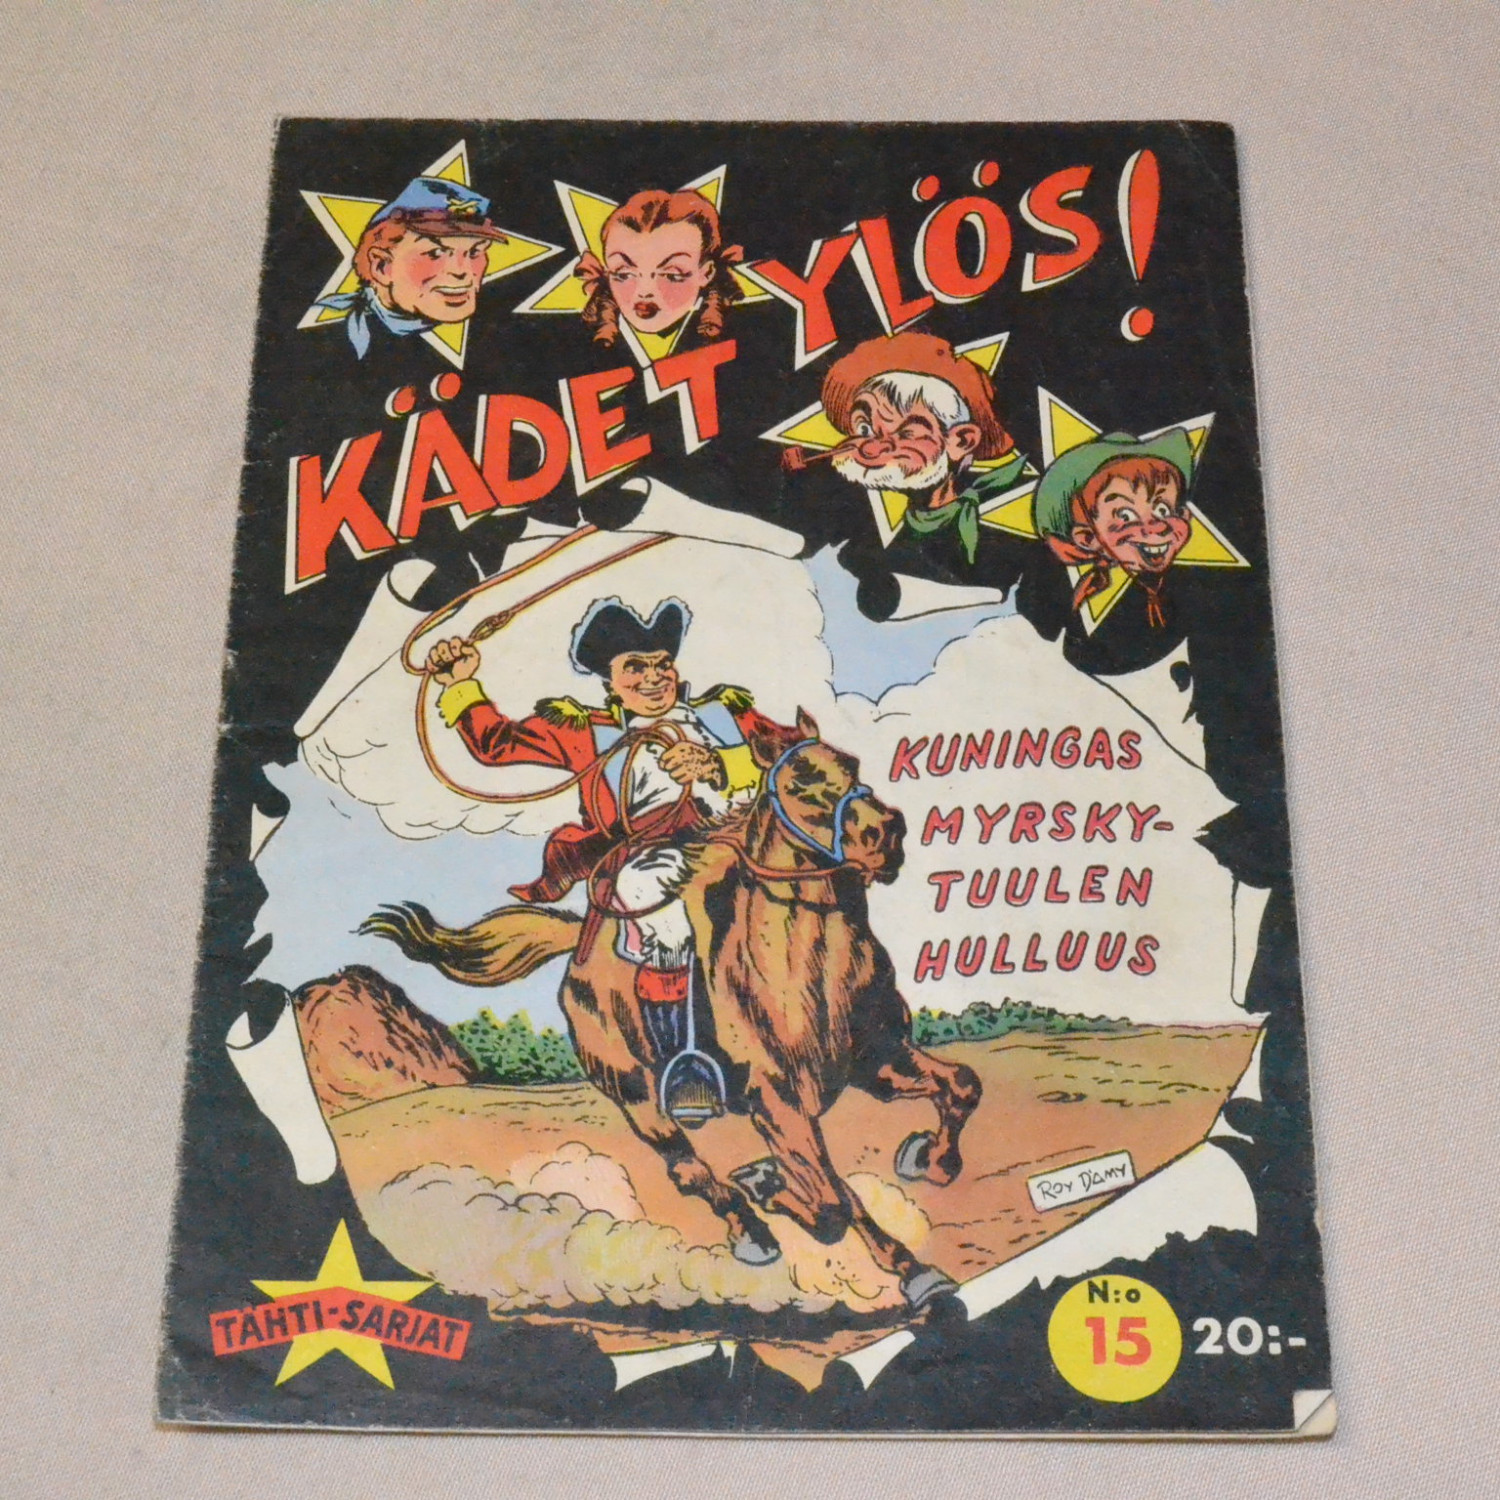 KÄDET YLÖS!
KUNINGAS
MYRSKY-
TUULEN
HULLUUS
ROY D'AMY
TÄHTI-SARJAT
N:o
15
20:-